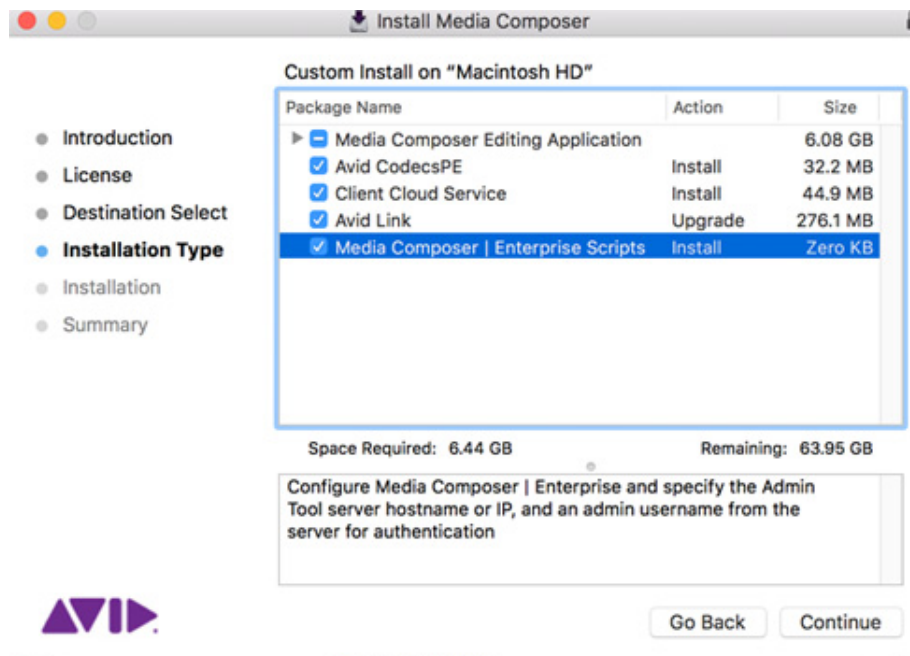 Install Media Composer
Custom Install on “Macintosh HD”
Introduction
License
Destination Select
Installation Type
Installation
Summary
Package Name Action Size
Media Composer Editing Application 6.08 GB
Avid CodecsPE Install 32.2 MB
Client Cloud Service Install 44.9 MB
Avid Link Upgrade 276.1 MB
Media Composer | Enterprise Scripts Install Zero KB
Space Required: 6.44 GB Remaining: 63.95 GB
Configure Media Composer | Enterprise and specify the Admin
Tool server hostname or IP, and an admin username from the
server for authentication
AVID
Go Back Continue